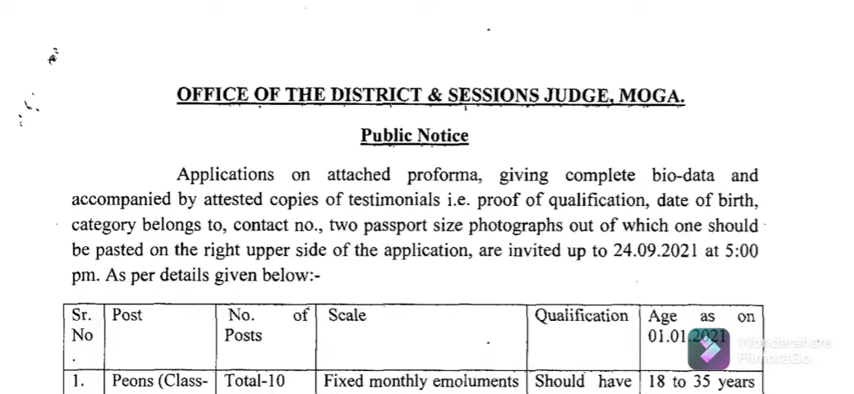 OFFICE OF THE DISTRICT & SESSIONS JUDGE, MOGA.
Public Notice
Applications on attached proforma, giving complete bio-data and
accompanied by attested copies of testimonials i.e. proof of qualification, date of birth,
category belongs to, contact no., two passport size photographs out of which one should
be pasted on the right upper side of the application, are invited up to 24.09.2021 at 5:00
pm. As per details given below:-
Sr. Post No. of Scale Qualification Age as on
No Posts 01.01.2021
.
1. Peons (Class- Total-10 Fixed monthly emoluments Should have 18 to 35 years
Wondershare
FilmoraGo